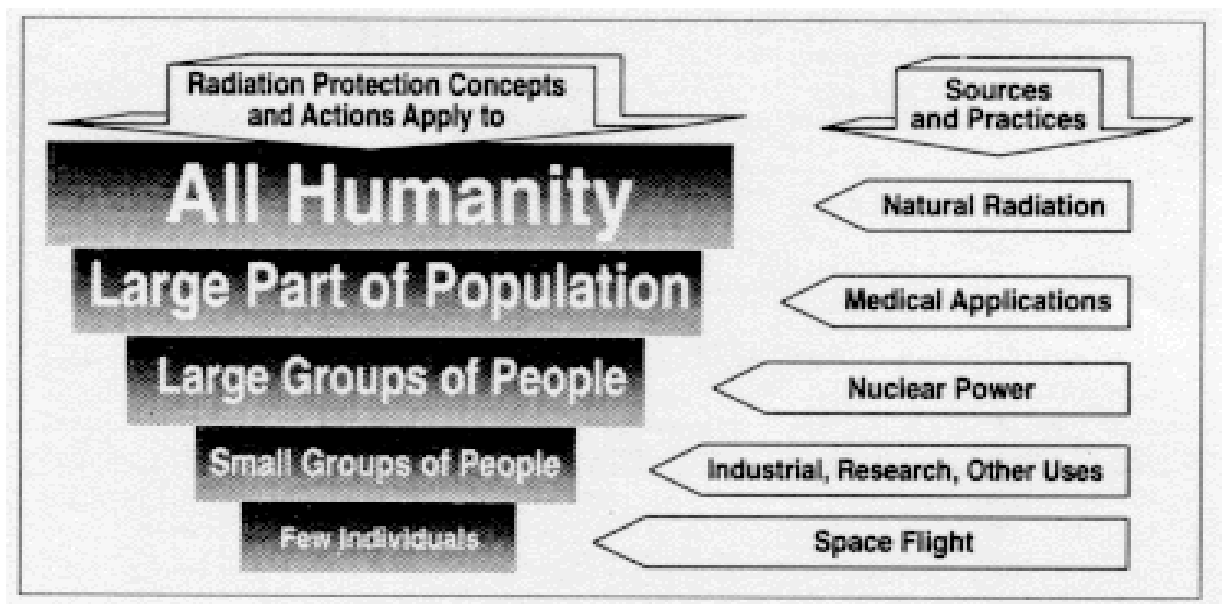 Radiation Protection Concepts
and Actions Apply to
Sources
and Practices
All Humanity
Natural Radiation
Large Part of Population
Medical Applications
Large Groups of People
Nuclear Power
Small Groups of People
Industrial, Research, Other Uses
Few Individuals
Space Flight